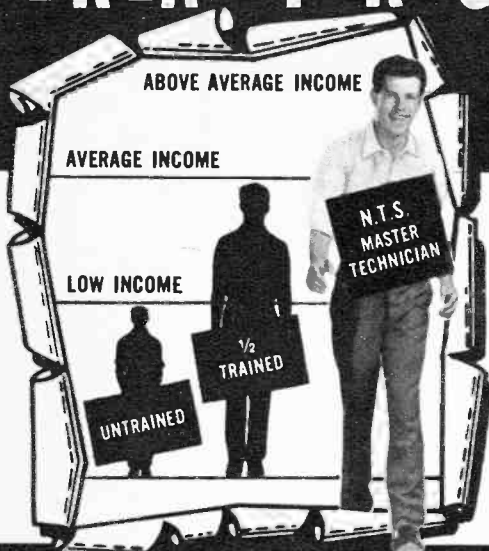 ABOVE AVERAGE INCOME
AVERAGE INCOME
N.T.S.
MASTER
TECHNICIAN
LOW INCOME
1/2
TRAINED
UNTRAINED